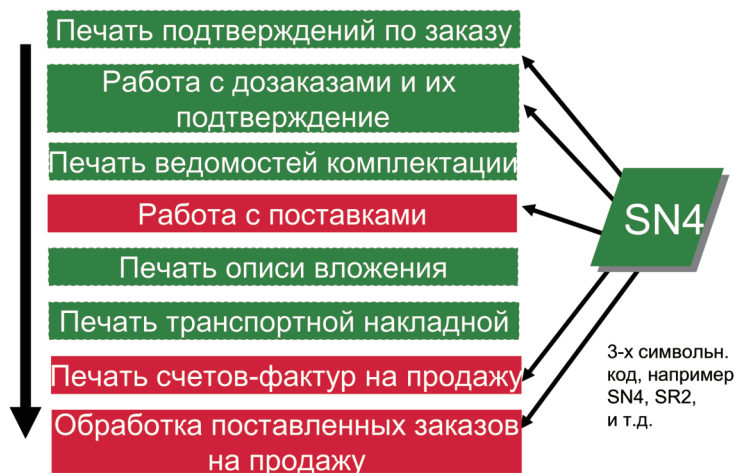 Печать подтверждений по заказу
Работа с дозаказами и их
подтверждение
Печать ведомостей комплектации
Работа с поставками
Печать описи вложения
Печать транспортной накладной
Печать счетов-фактур на продажу
Обработка поставленных заказов
на продажу
SN4
3-х символьн.
код, например
SN4, SR2,
и т.д.